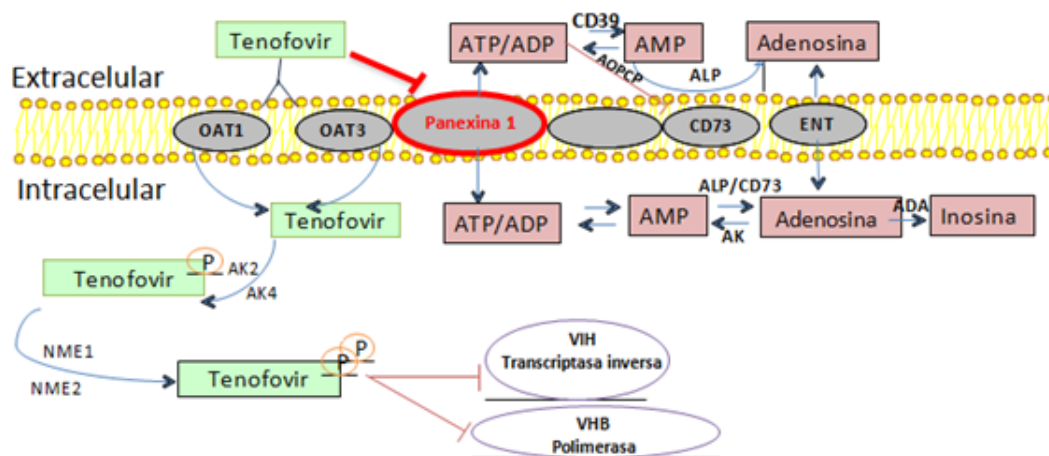 Tenofovir
ATP/ADP
CD39
AMP
Adenosina
AOPCP
ALP
Extracelular
OAT1
OAT3
Panexina 1
CD73
ENT
Intracelular
Tenofovir
ATP/ADP
AMP
ALP/CD73
AK
Adenosina
ADA
Inosina
Tenofovir
P
AK2
AK4
NME1
NME2
Tenofovir
P
P
VIH
Transcriptasa inversa
VHB
Polimerasa